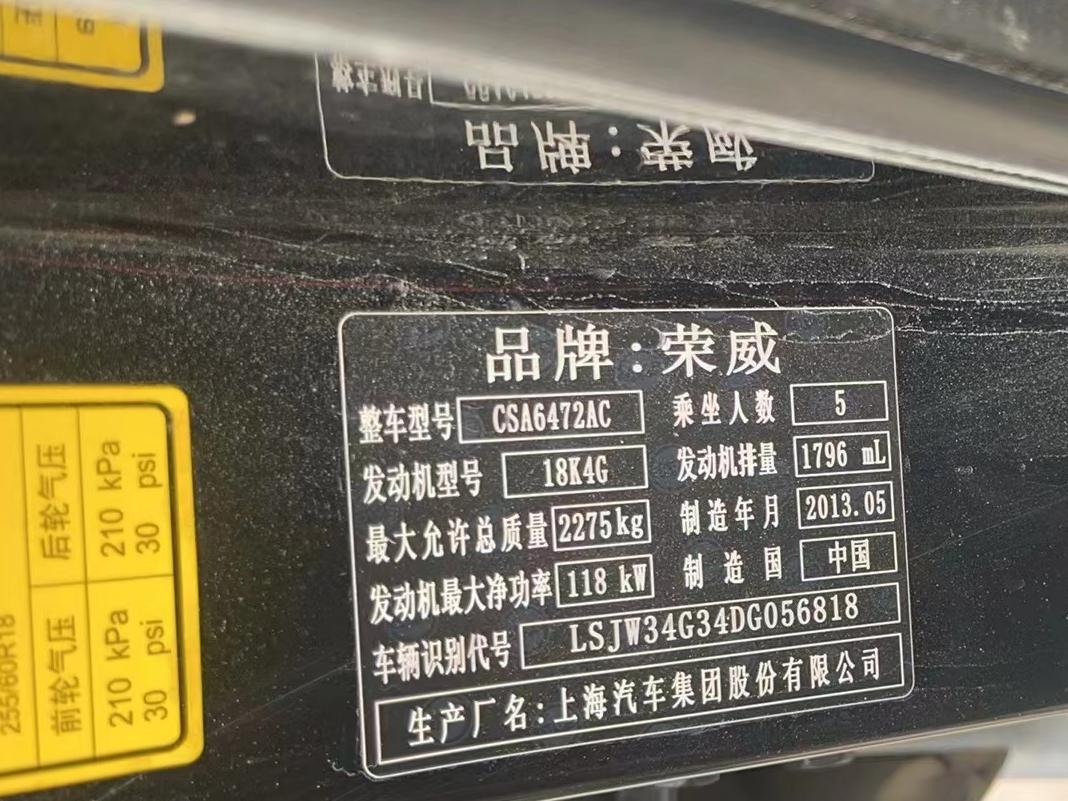 品牌：荣威
整车型号 CSA6472AC 乘坐人数 5
发动机型号 18K4G 发动机排量 1796 mL
最大允许总质量 2275kg 制造年月 2013.05
发动机最大净功率 118 kW 制造国 中国
车辆识别代号 LSJW34G34DG056818
生产厂名：上海汽车集团股份有限公司
品牌：荣威
255/60R18
前轮气压 后轮气压
210 kPa 210 kPa
30 psi 30 psi